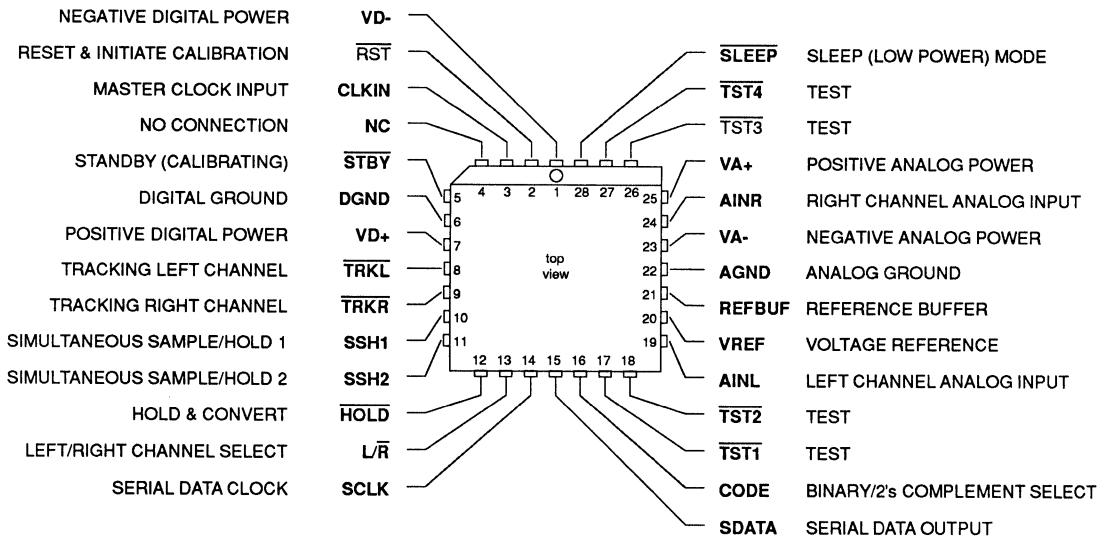 NEGATIVE DIGITAL POWER VD-
RESET & INITIATE CALIBRATION RST
MASTER CLOCK INPUT CLKIN
NO CONNECTION NC
STANDBY (CALIBRATING) STBY
DIGITAL GROUND DGND
POSITIVE DIGITAL POWER VD+
TRACKING LEFT CHANNEL TRKL
TRACKING RIGHT CHANNEL TRKR
SIMULTANEOUS SAMPLE/HOLD 1 SSH1
SIMULTANEOUS SAMPLE/HOLD 2 SSH2
HOLD & CONVERT HOLD
LEFT/RIGHT CHANNEL SELECT L/R
SERIAL DATA CLOCK SCLK
4 3 2 1 28 27 26
5
6
7
8
9
10
11
top
view
25
24
23
22
21
20
19
12 13 14 15 16 17 18
SLEEP SLEEP (LOW POWER) MODE
TST4 TEST
TST3 TEST
VA+ POSITIVE ANALOG POWER
AINR RIGHT CHANNEL ANALOG INPUT
VA- NEGATIVE ANALOG POWER
AGND ANALOG GROUND
REFBUF REFERENCE BUFFER
VREF VOLTAGE REFERENCE
AINL LEFT CHANNEL ANALOG INPUT
TST2 TEST
TST1 TEST
CODE BINARY/2's COMPLEMENT SELECT
SDATA SERIAL DATA OUTPUT